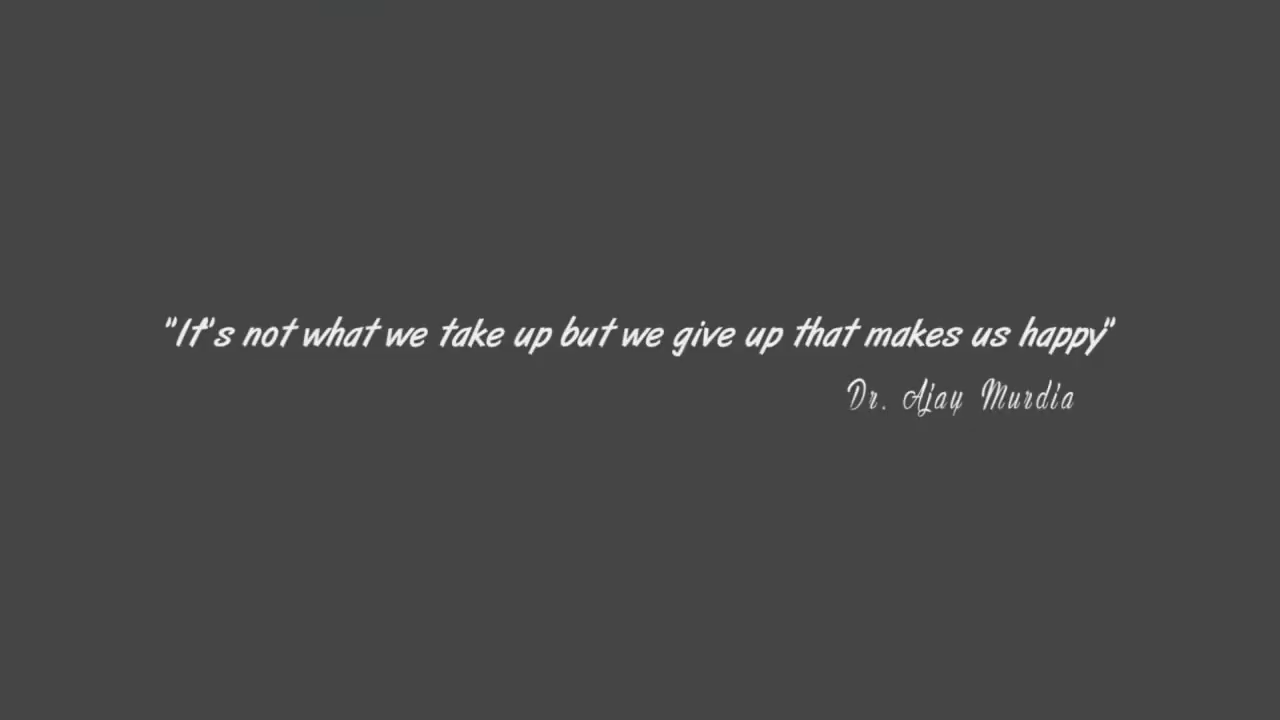 "It"s not what we take up but we give up that makes us happy"
Dr. Ajay Murdia